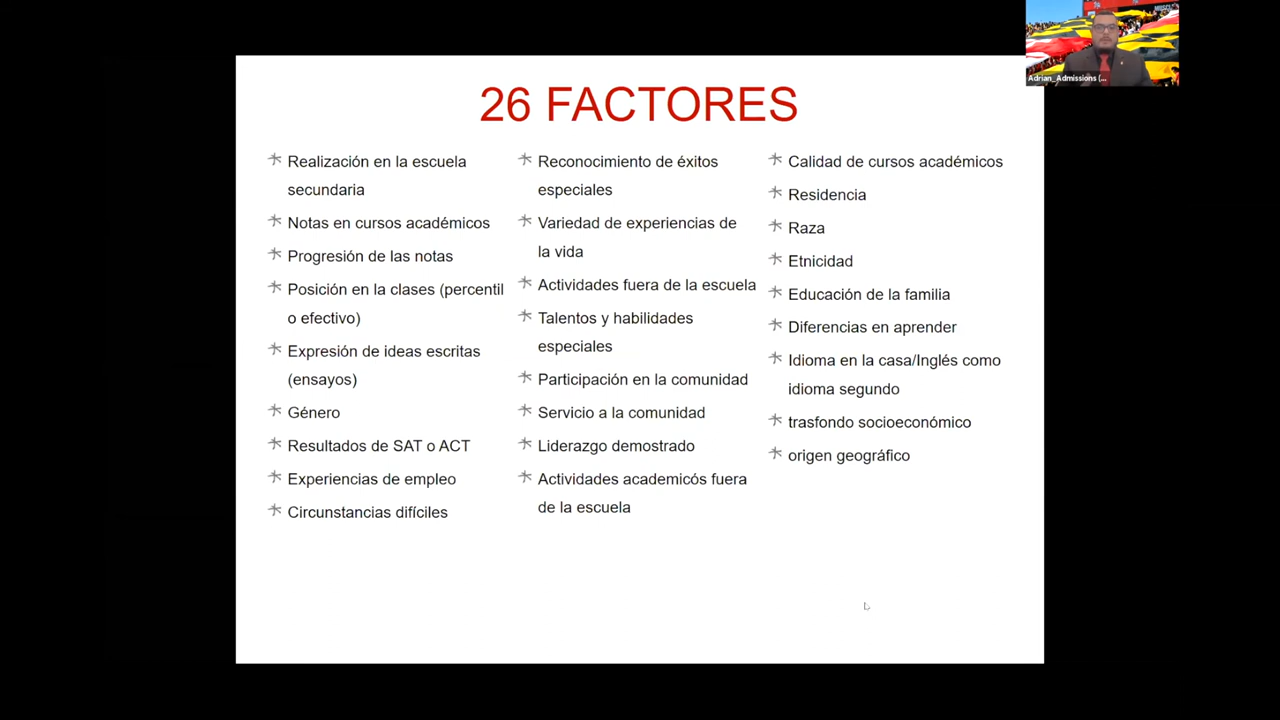 26 FACTORES
Realización en la escuela
secundaria
Notas en cursos académicos
Progresión de las notas
Posición en la clases (percentil
o efectivo)
Expresión de ideas escritas
(ensayos)
Género
Resultados de SAT o ACT
Experiencias de empleo
Circunstancias difíciles
Reconocimiento de éxitos
especiales
Variedad de experiencias de
la vida
Actividades fuera de la escuela
Talentos y habilidades
especiales
Participación en la comunidad
Servicio a la comunidad
Liderazgo demostrado
Actividades academicós fuera
de la escuela
Calidad de cursos académicos
Residencia
Raza
Etnicidad
Educación de la familia
Diferencias en aprender
Idioma en la casa/Inglés como
idioma segundo
trasfondo socioeconómico
origen geográfico
Adrian_Admissions (...